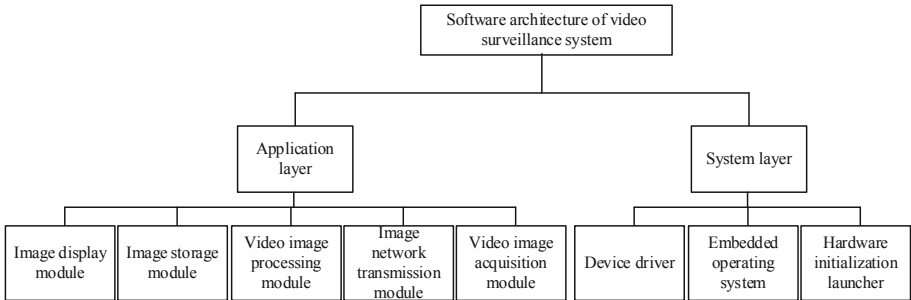 Software architecture of video
surveillance system
Application
layer
System layer
Image display
module
Image storage
module
Video image
processing module
Image
network
transmission
module
Video image
acquisition module
Device driver
Embedded
operating
system
Hardware
initialization
launcher